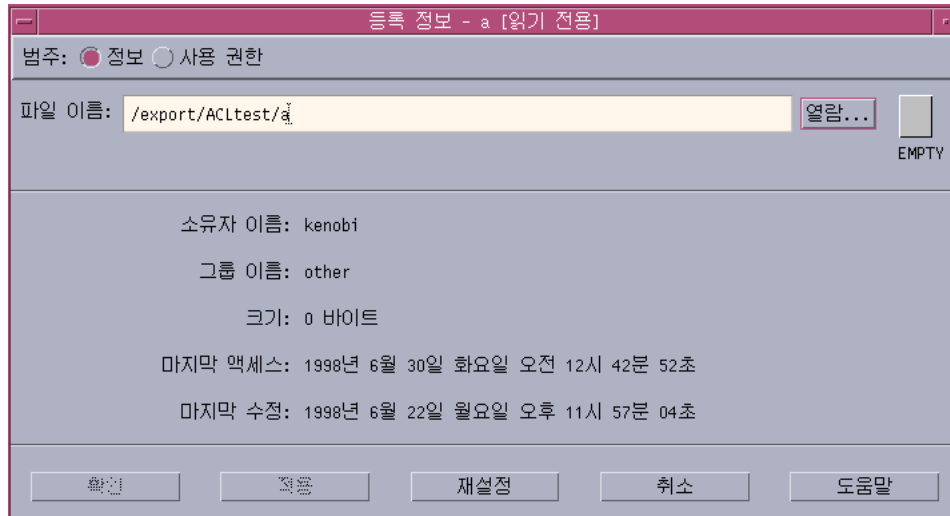 등록 정보 - a [읽기 전용]
범주: 정보 사용 권한
파일 이름: /export/ACLtest/a 열람...
EMPTY
소유자 이름: kenobi
그룹 이름: other
크기: 0 바이트
마지막 액세스: 1998년 6월 30일 화요일 오전 12시 42분 52초
마지막 수정: 1998년 6월 22일 월요일 오후 11시 57분 04초
확인 적용 재설정 취소 도움말